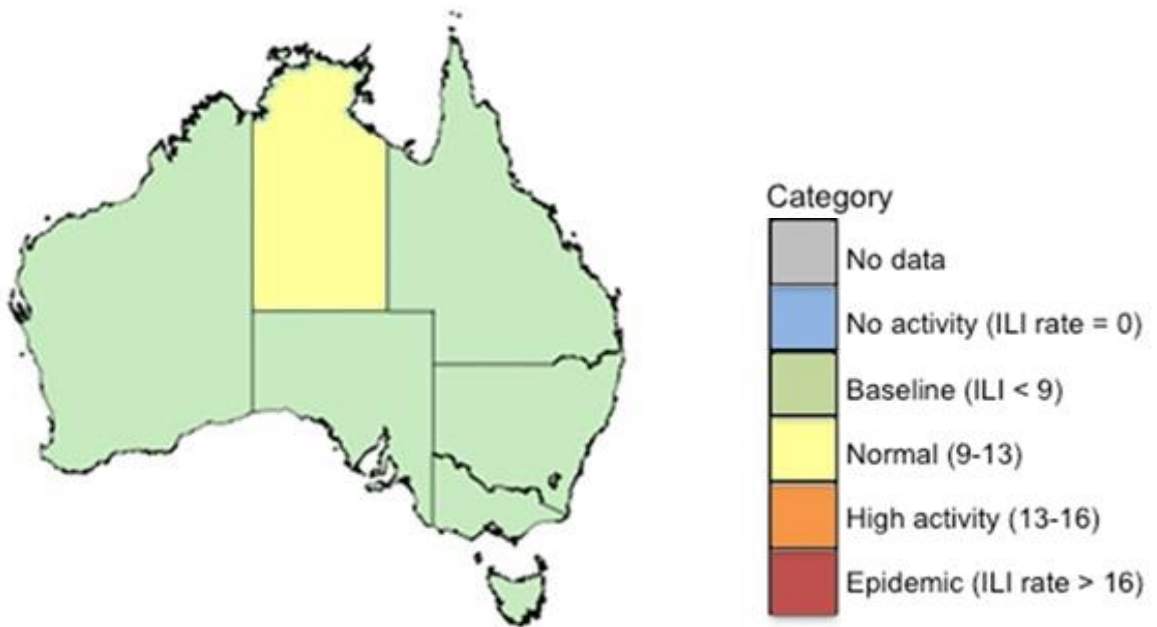 Category
No data
No activity (ILI rate = 0)
Baseline (ILI < 9)
Normal (9-13)
High activity (13-16)
Epidemic (ILI rate > 16)